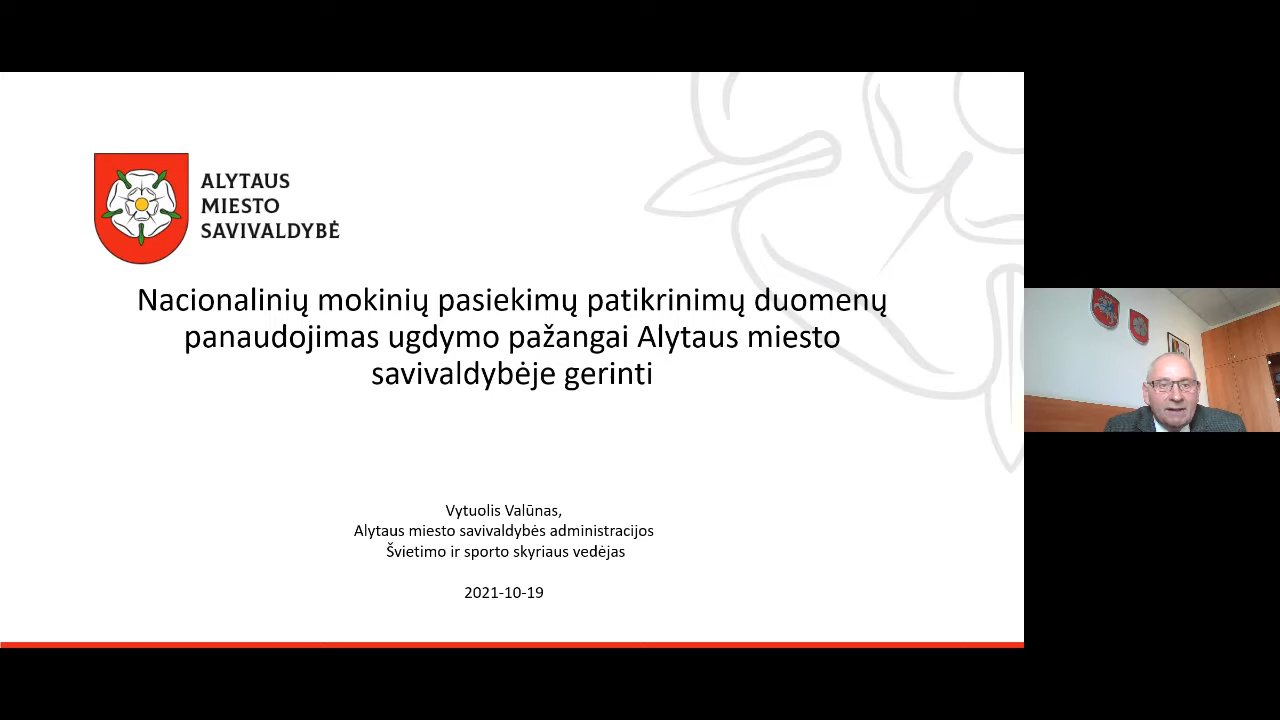 ALYTAUS
MIESTO
SAVIVALDYBĖ
Nacionalinių mokinių pasiekimų patikrinimų duomenų
panaudojimas ugdymo pažangai Alytaus miesto
savivaldybėje gerinti
Vytuolis Valūnas,
Alytaus miesto savivaldybės administracijos
Švietimo ir sporto skyriaus vedėjas
2021-10-19